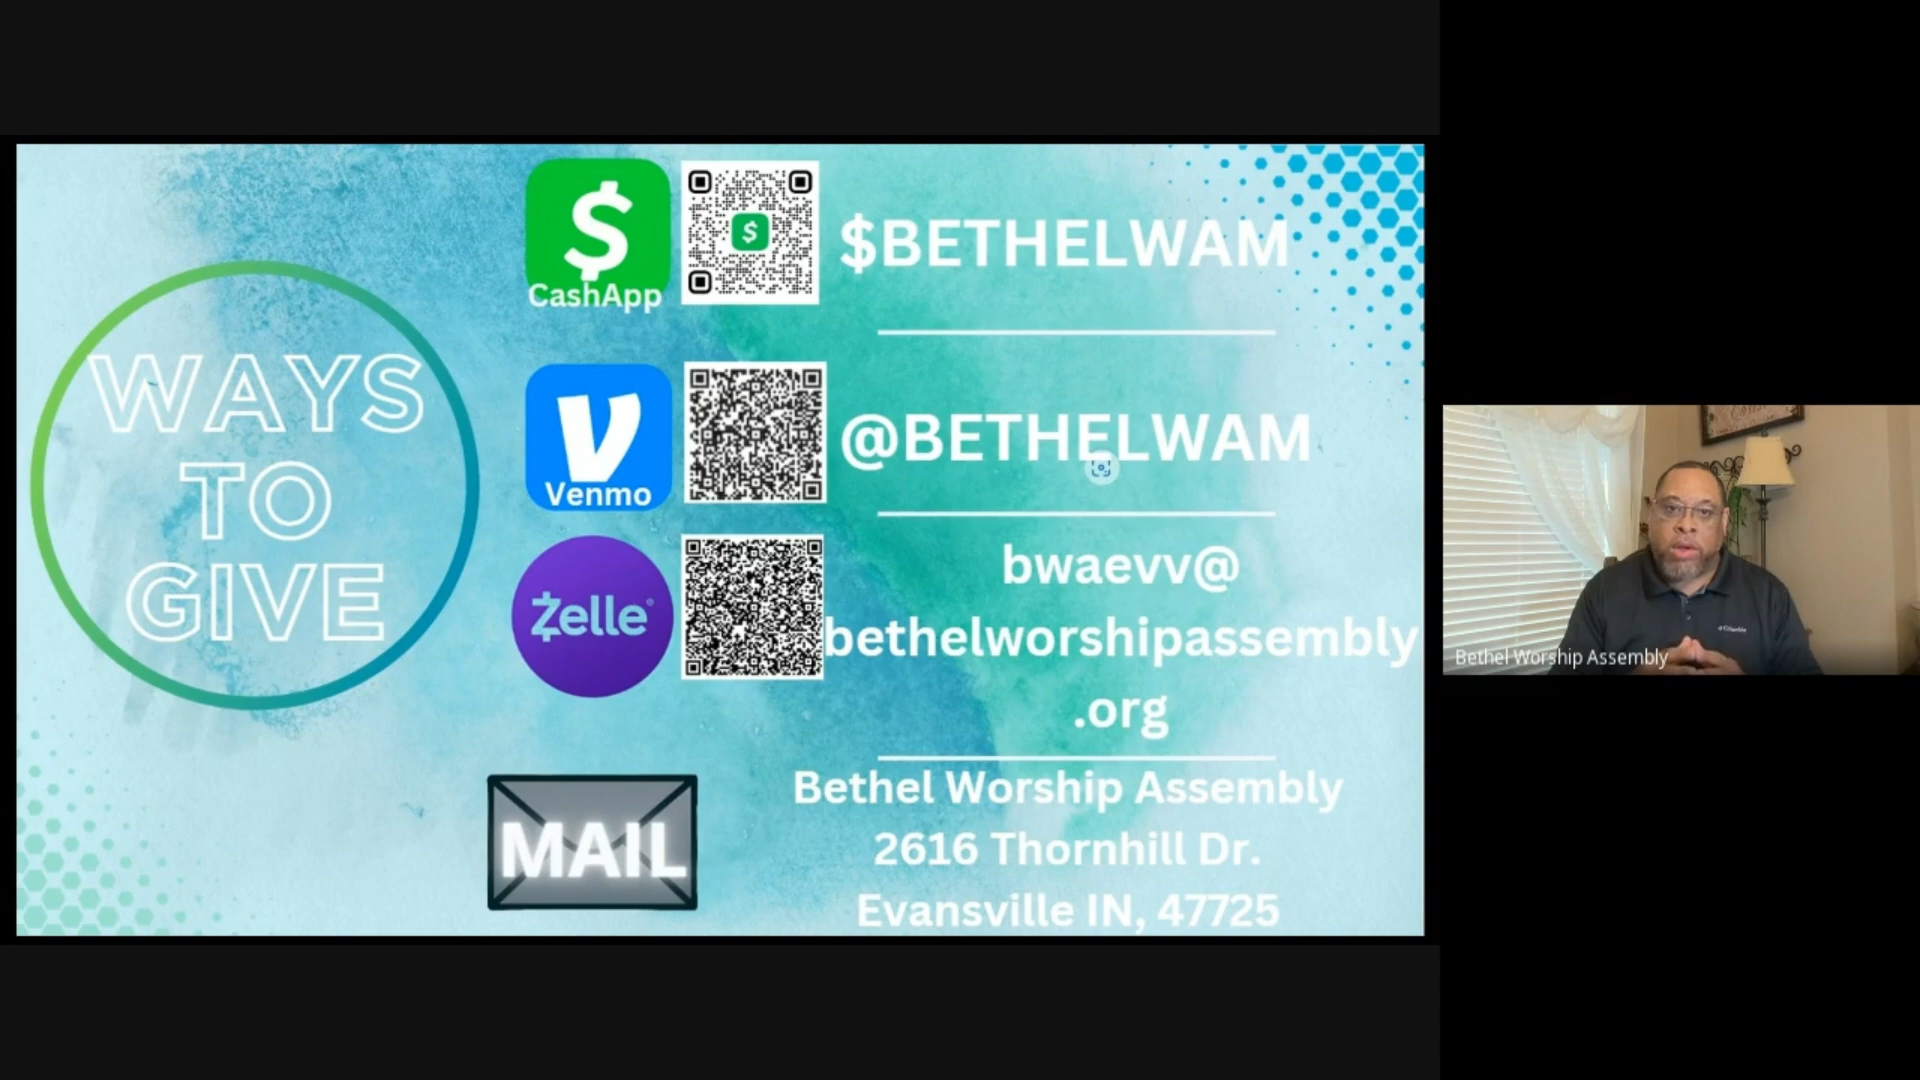 WAYS
TO
GIVE
$
CashApp
$
$BETHELWAM
Venmo
@BETHELWAM
Zelle®
bwaevv@
bethelworshipassembly
.org
MAIL
Bethel Worship Assembly
2616 Thornhill Dr.
Evansville IN, 47725
Bethel Worship Assembly
Columbia